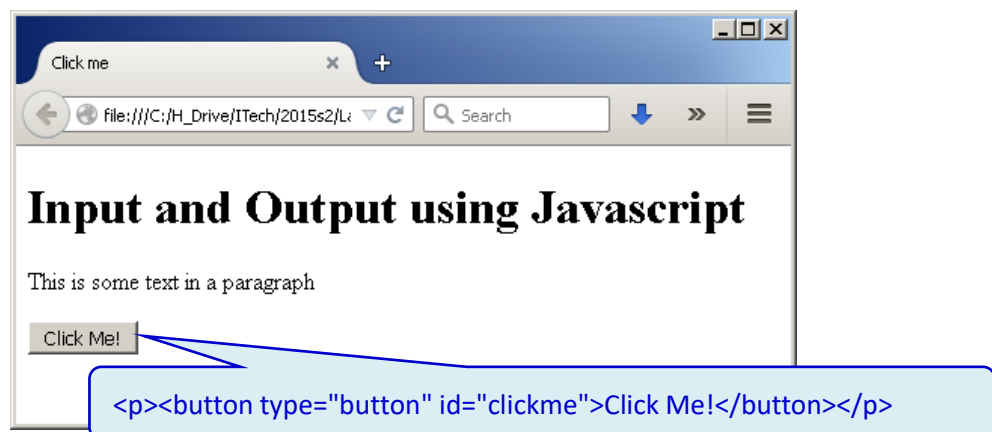 Click me
file:///C:/H_Drive/ITech/2015s2/La
Search
Input and Output using Javascript
This is some text in a paragraph
Click Me!
<p><button type="button" id="clickme">Click Me!</button></p>